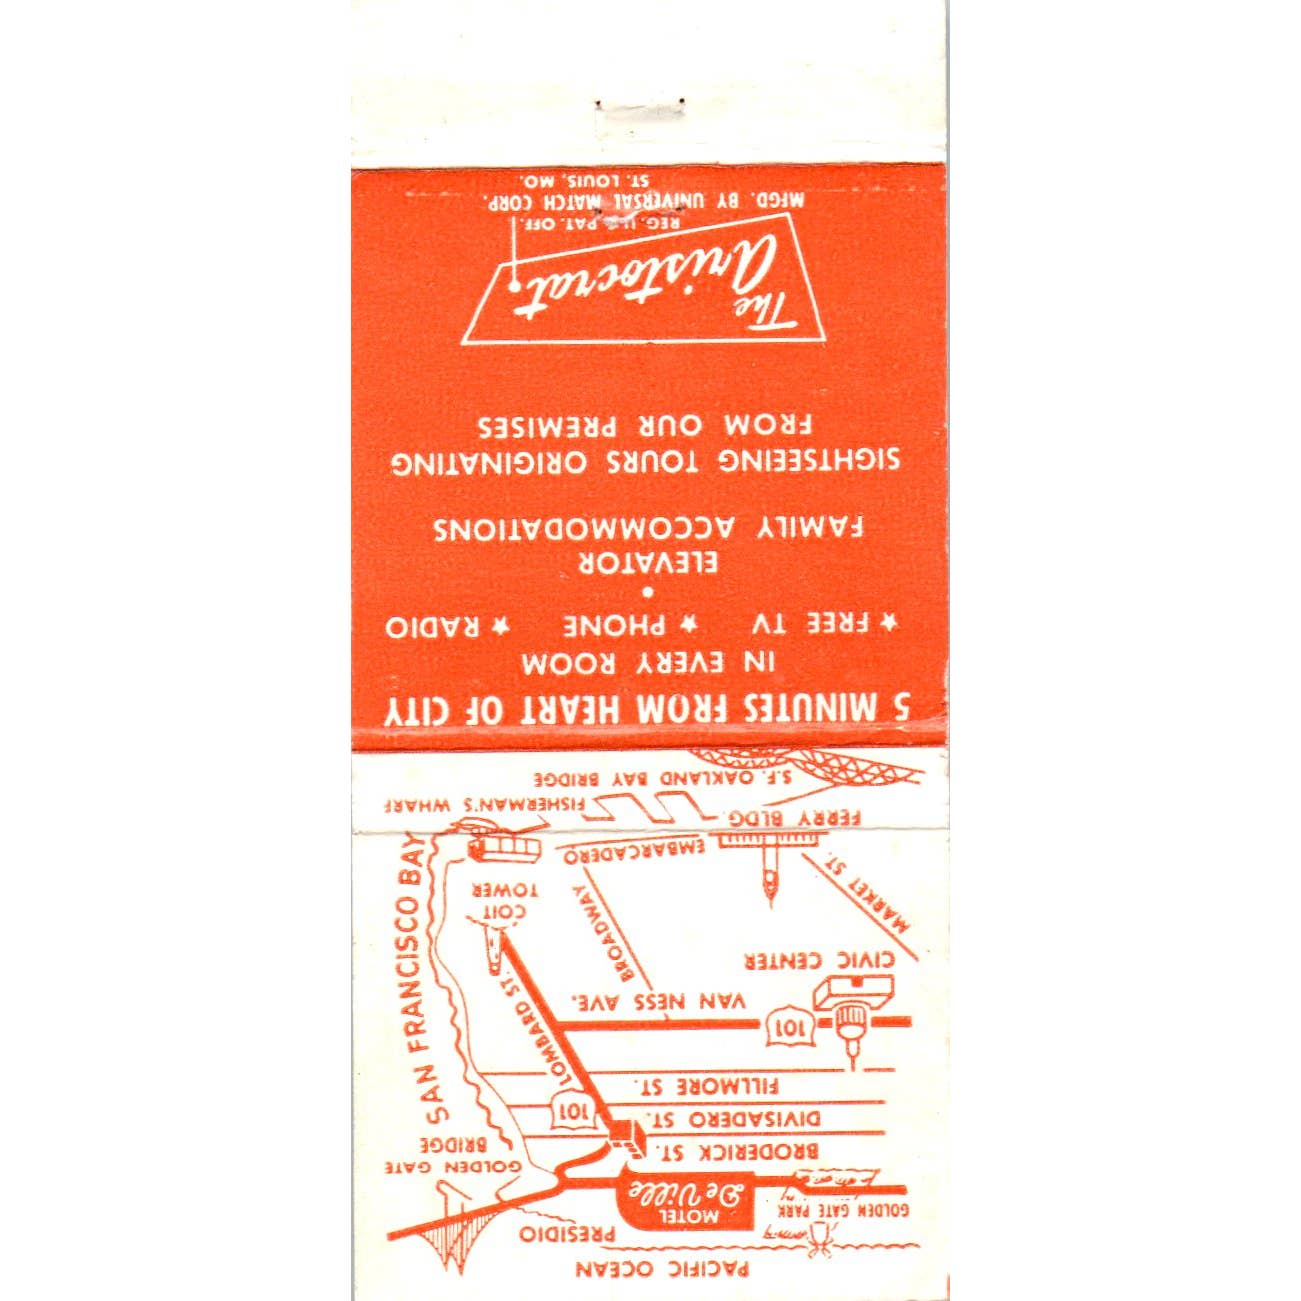 PACIFIC OCEAN
PRESIDIO
GOLDEN GATE PARK
MOTEL
De Ville
GOLDEN GATE
BRIDGE
BRODERICK ST.
DIVISADERO ST.
101
FILLMORE ST.
LOMBARD ST.
SAN FRANCISCO BAY
101
VAN NESS AVE.
CIVIC CENTER
BROADWAY
COIT
TOWER
MARKET ST.
EMBARCADERO
FERRY BLDG.
FISHERMAN'S WHARF
S.F. OAKLAND BAY BRIDGE
5 MINUTES FROM HEART OF CITY
IN EVERY ROOM
★ FREE TV ★ PHONE ★ RADIO
•
ELEVATOR
FAMILY ACCOMMODATIONS
SIGHTSEEING TOURS ORIGINATING
FROM OUR PREMISES
The
Aristocrat
REG. U.S. PAT. OFF.
MFGD. BY UNIVERSAL MATCH CORP.
ST. LOUIS, MO.